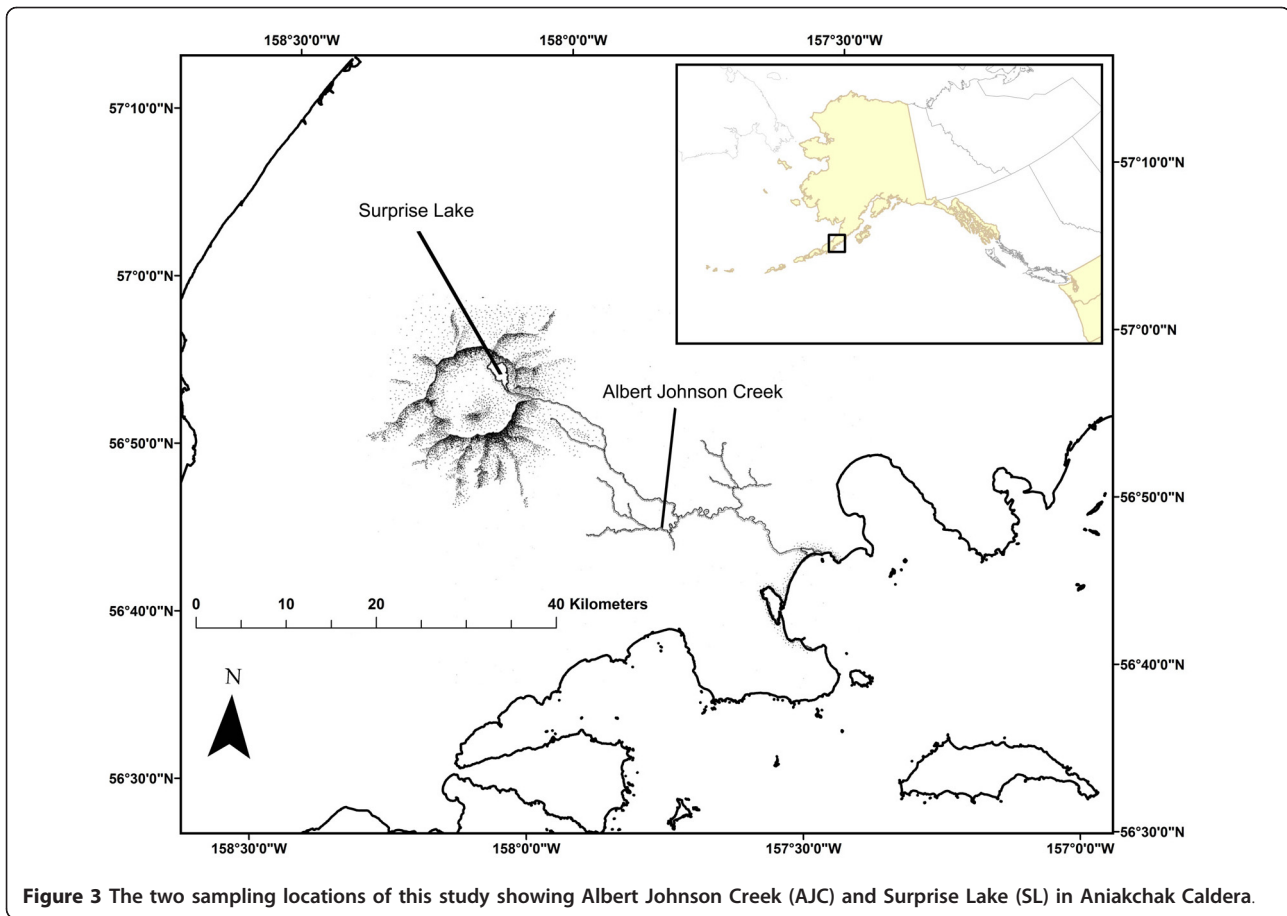 158°30'0"W 158°0'0"W 157°30'0"W
57°10'0"N
57°10'0"N
Surprise Lake
57°0'0"N
57°0'0"N
Albert Johnson Creek
56°50'0"N
56°50'0"N
0 10 20 40 Kilometers
56°40'0"N
56°40'0"N
N
56°30'0"N
56°30'0"N
158°30'0"W 158°0'0"W 157°30'0"W 157°0'0"W
Figure 3 The two sampling locations of this study showing Albert Johnson Creek (AJC) and Surprise Lake (SL) in Aniakchak Caldera.